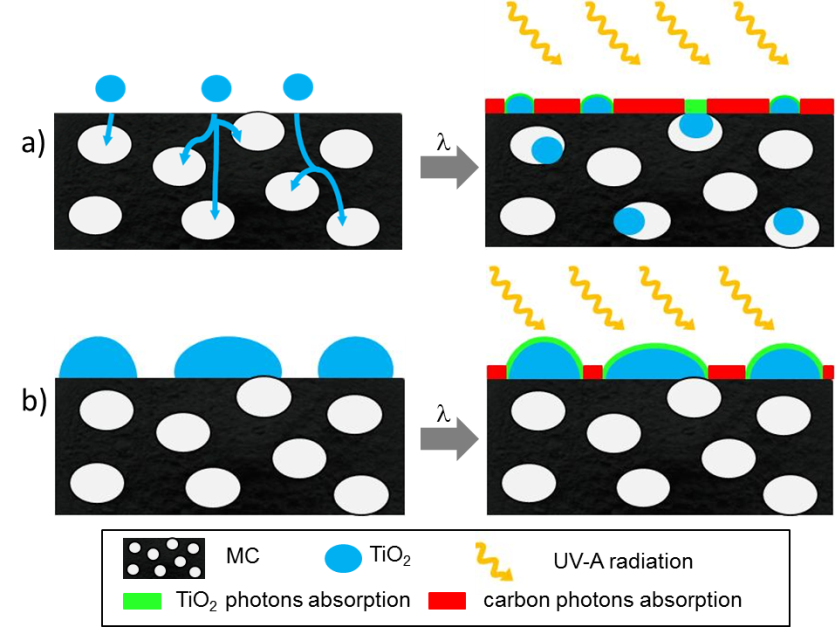 a)
λ
b)
λ
MC
TiO₂
UV-A radiation
TiO₂ photons absorption
carbon photons absorption